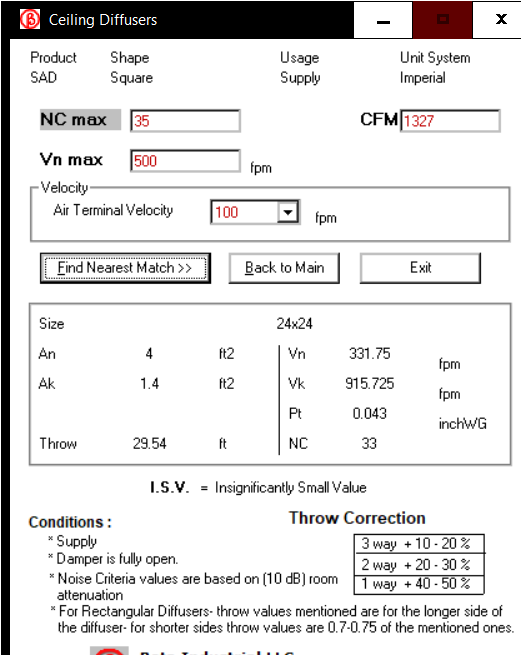 Ceiling Diffusers
Product Shape Usage Unit System
SAD Square Supply Imperial
NC max 35 CFM 1327
Vn max 500 fpm
Velocity
Air Terminal Velocity 100 fpm
Find Nearest Match >> Back to Main Exit
Size 24x24
An 4 ft2 Vn 331.75 fpm
Ak 1.4 ft2 Vk 915.725 fpm
Pt 0.043 inchWG
Throw 29.54 ft NC 33
I.S.V. = Insignificantly Small Value
Conditions : Throw Correction
* Supply 3 way + 10 - 20 %
* Damper is fully open. 2 way + 20 - 30 %
* Noise Criteria values are based on (10 dB) room 1 way + 40 - 50 %
attenuation
* For Rectangular Diffusers- throw values mentioned are for the longer side of
the diffuser- for shorter sides throw values are 0.7-0.75 of the mentioned ones.